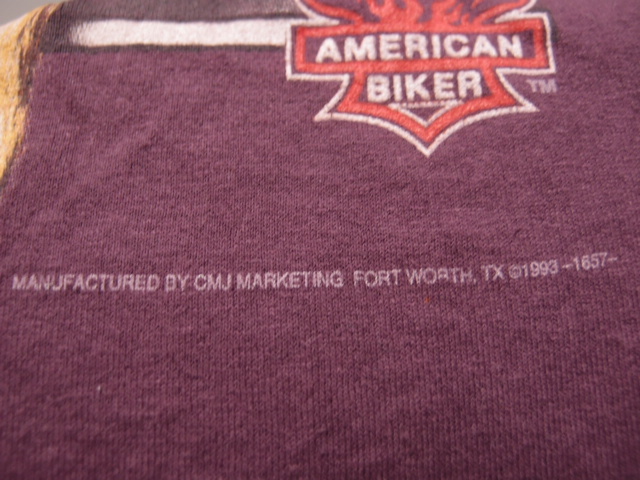 AMERICAN
BIKER
TM
MANUFACTURED BY CMJ MARKETING FORT WORTH, TX ©1993 -1657-